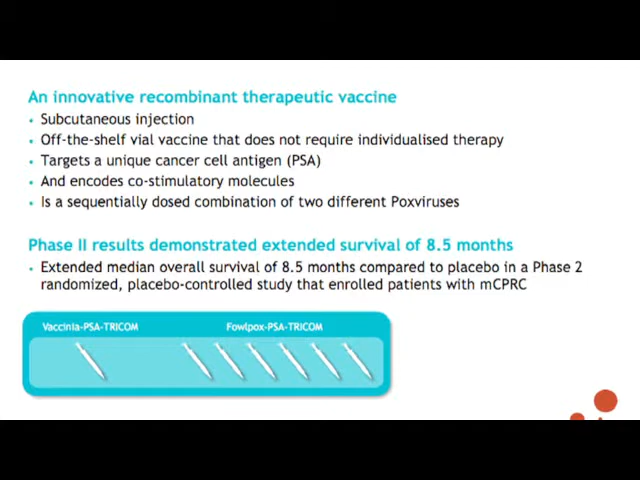 An innovative recombinant therapeutic vaccine
• Subcutaneous injection
• Off-the-shelf vial vaccine that does not require individualised therapy
• Targets a unique cancer cell antigen (PSA)
• And encodes co-stimulatory molecules
• Is a sequentially dosed combination of two different Poxviruses
Phase II results demonstrated extended survival of 8.5 months
• Extended median overall survival of 8.5 months compared to placebo in a Phase 2
randomized, placebo-controlled study that enrolled patients with mCPRC
Vaccinia-PSA-TRICOM Fowlpox-PSA-TRICOM